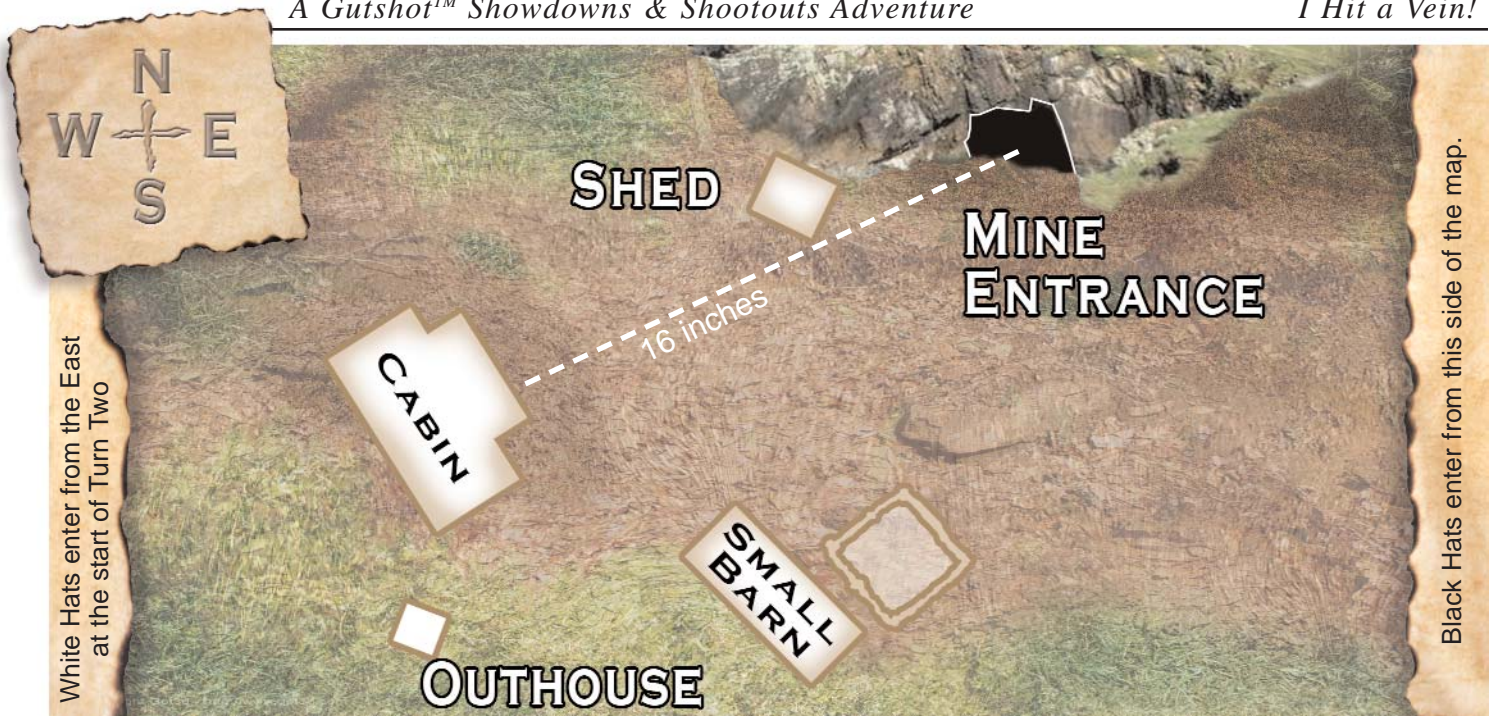 A Gutshot™ Showdowns & Shootouts Adventure
I Hit a Vein!
N
W E
S
SHED
MINE
ENTRANCE
16 inches
CABIN
SMALL
BARN
OUTHOUSE
White Hats enter from the East
at the start of Turn Two
Black Hats enter from this side of the map.